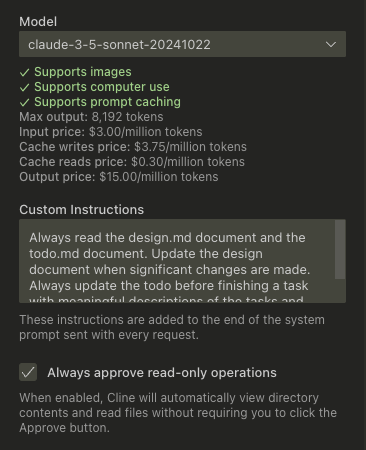 Model
claude-3-5-sonnet-20241022
✓ Supports images
✓ Supports computer use
✓ Supports prompt caching
Max output: 8,192 tokens
Input price: $3.00/million tokens
Cache writes price: $3.75/million tokens
Cache reads price: $0.30/million tokens
Output price: $15.00/million tokens
Custom Instructions
Always read the design.md document and the
todo.md document. Update the design
document when significant changes are made.
Always update the todo before finishing a task
with meaningful descriptions of the tasks and
These instructions are added to the end of the system
prompt sent with every request.
Always approve read-only operations
When enabled, Cline will automatically view directory
contents and read files without requiring you to click the
Approve button.